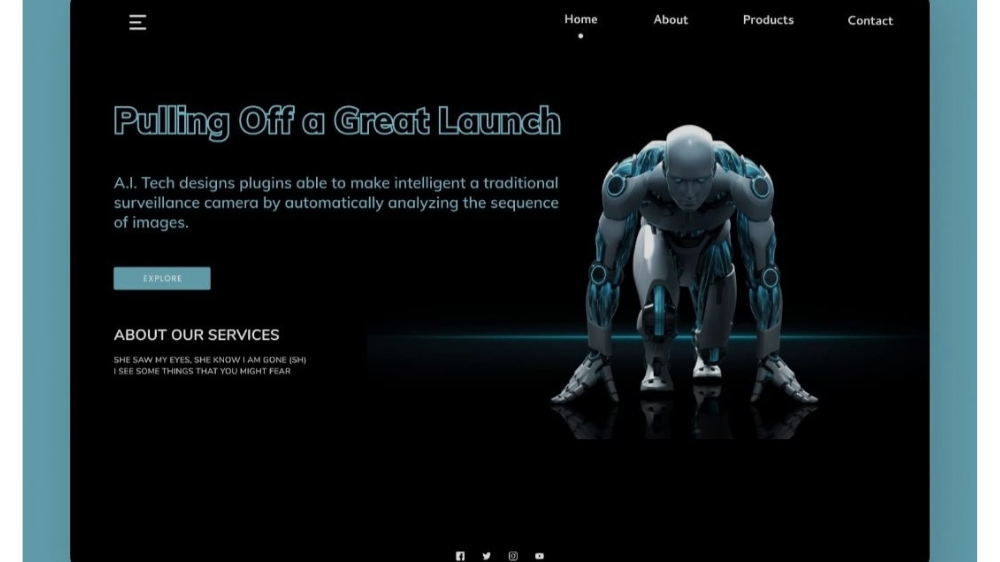 Home
About
Products
Contact
Pulling Off a Great Launch
A.I. Tech designs plugins able to make intelligent a traditional
surveillance camera by automatically analyzing the sequence
of images.
EXPLORE
ABOUT OUR SERVICES
SHE SAW MY EYES, SHE KNOW I AM GONE (SH)
I SEE SOME THINGS THAT YOU MIGHT FEAR